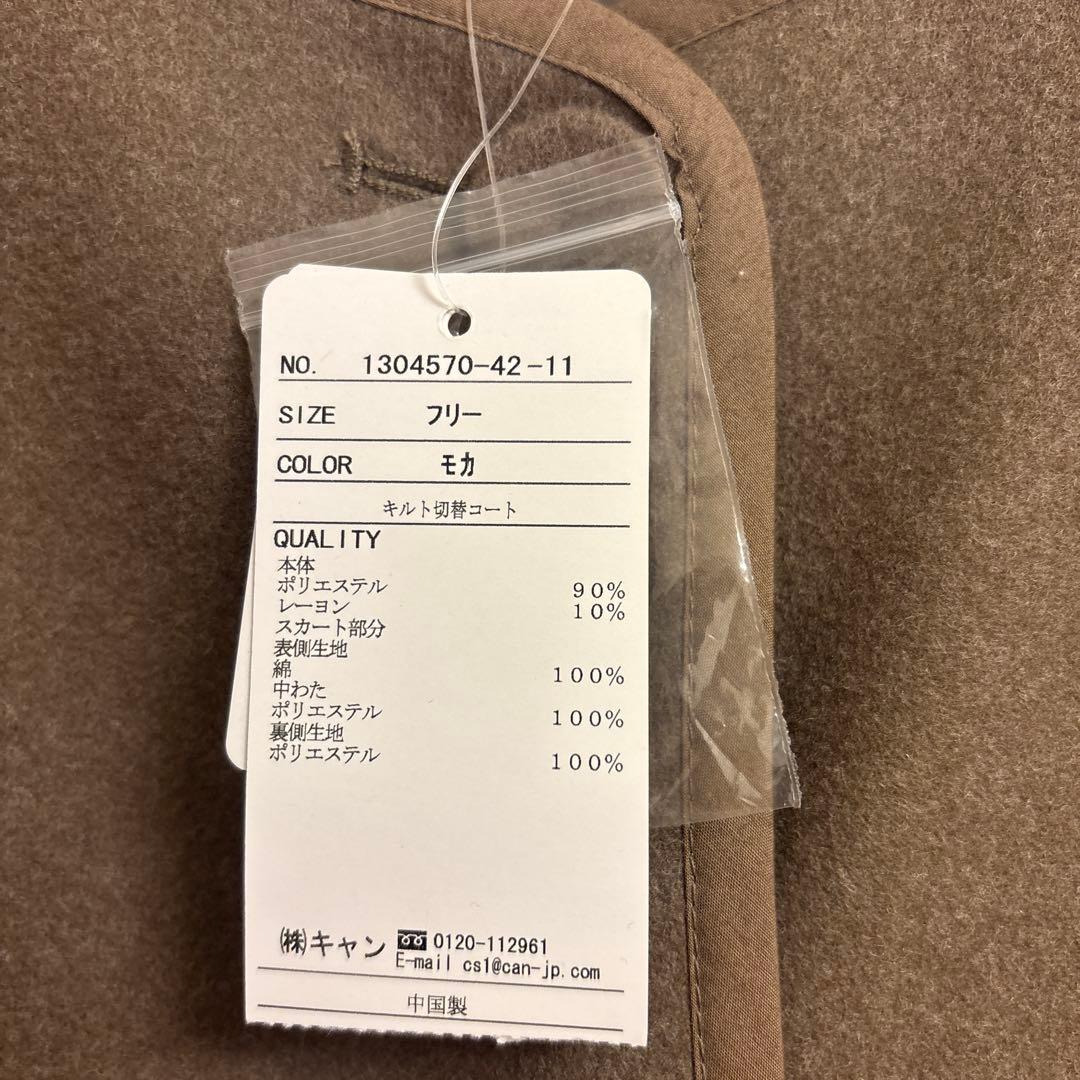 NO. 1304570-42-11
SIZE フリー
COLOR モカ
キルト切替コート
QUALITY
本体
ポリエステル 90%
レーヨン 10%
スカート部分
表側生地
綿 100%
中わた
ポリエステル 100%
裏側生地
ポリエステル 100%
㈱キャン 0120-112961
E-mail cs1@can-jp.com
中国製